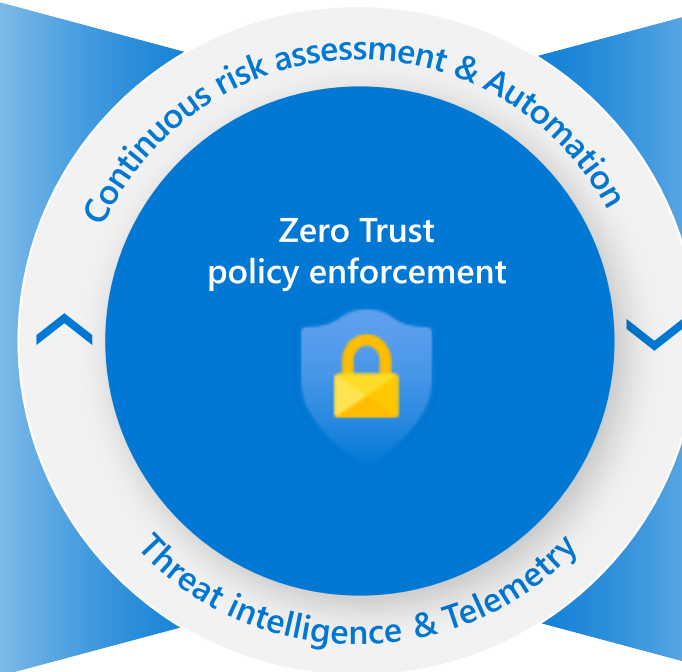 Continuous risk assessment & Automation
Zero Trust
policy enforcement
Threat intelligence & Telemetry